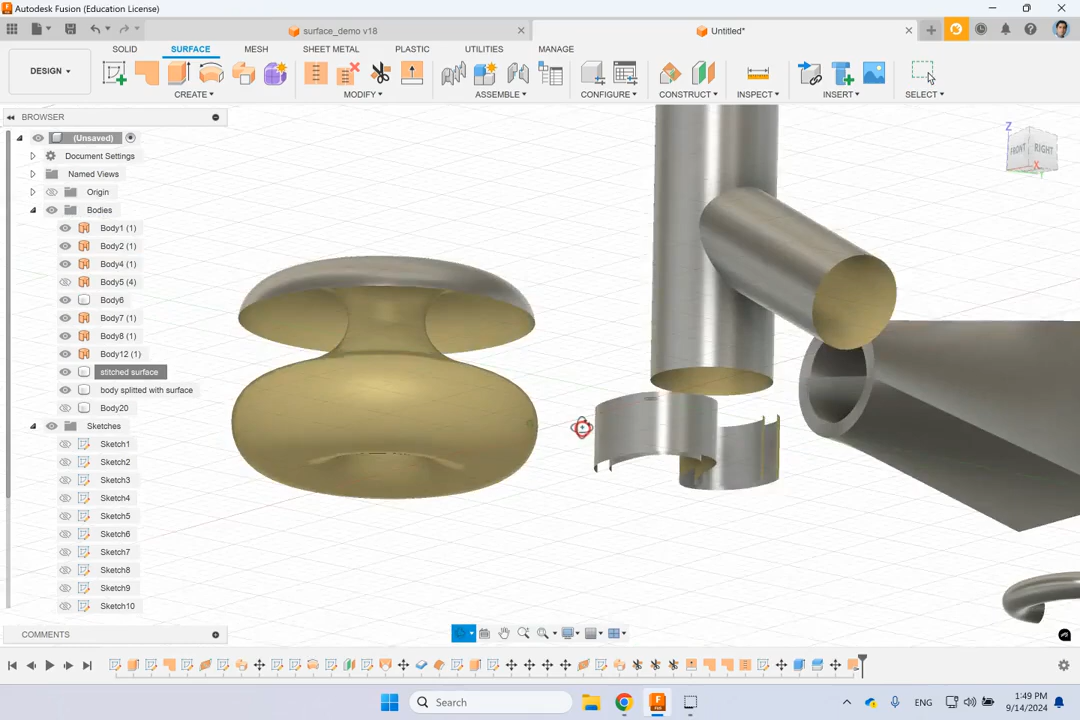 Autodesk Fusion (Education License)
surface_demo v18
Untitled*
DESIGN
SOLID
SURFACE
MESH
SHEET METAL
PLASTIC
UTILITIES
MANAGE
CREATE
MODIFY
ASSEMBLE
CONFIGURE
CONSTRUCT
INSPECT
INSERT
SELECT
BROWSER
(Unsaved)
Document Settings
Named Views
Origin
Bodies
Body1 (1)
Body2 (1)
Body4 (1)
Body5 (4)
Body6
Body7 (1)
Body8 (1)
Body12 (1)
stitched surface
body splitted with surface
Body20
Sketches
Sketch1
Sketch2
Sketch3
Sketch4
Sketch5
Sketch6
Sketch7
Sketch8
Sketch9
Sketch10
Z
FRONT
RIGHT
X
Y
COMMENTS
Search
ENG
1:49 PM
9/14/2024